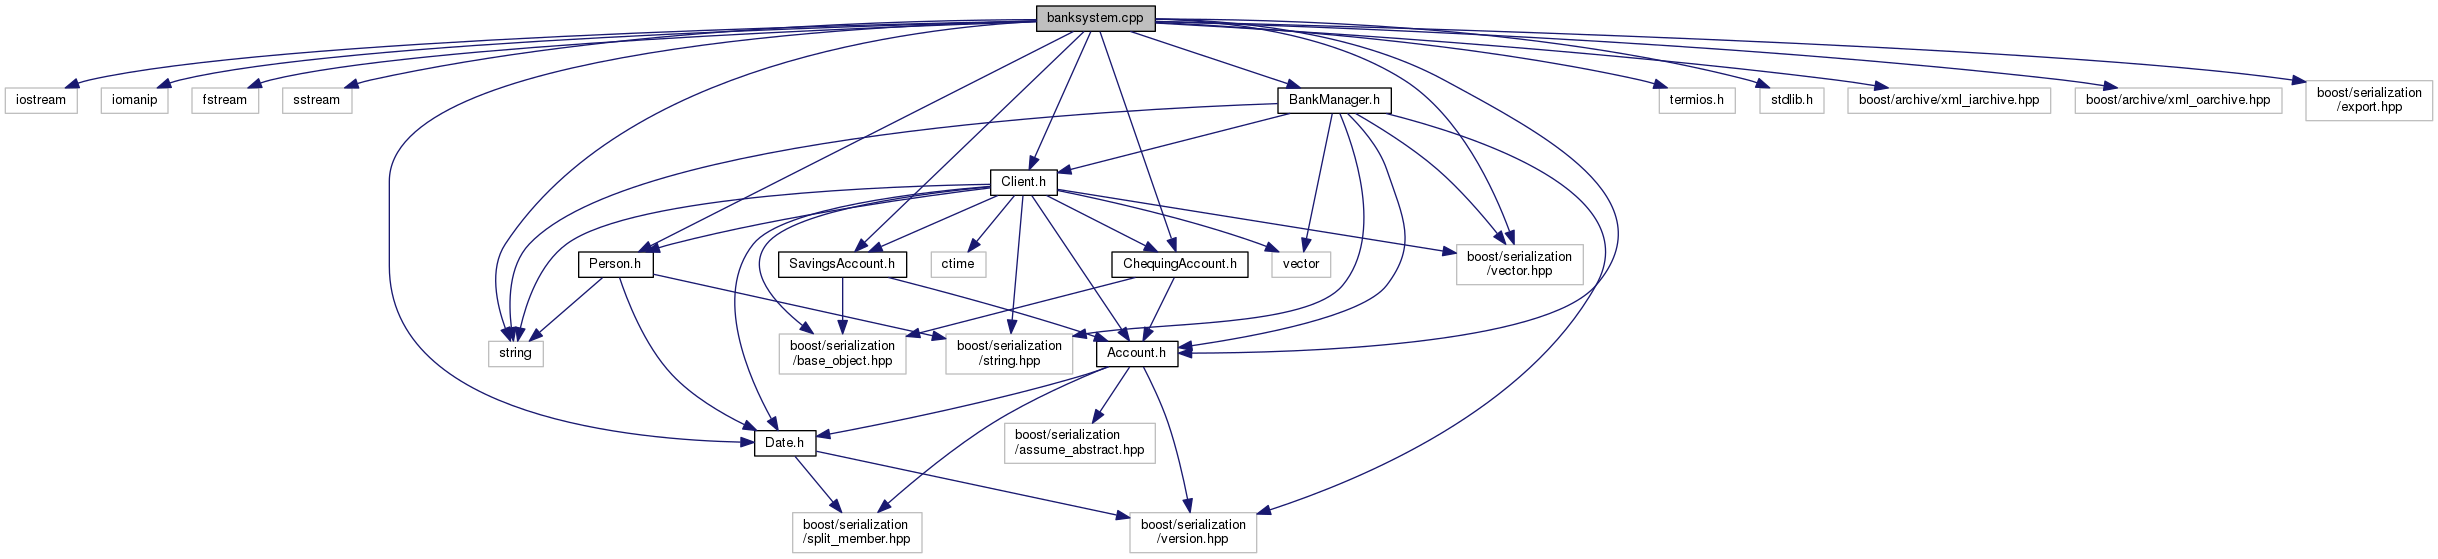 banksystem.cpp
iostream
iomanip
fstream
sstream
BankManager.h
termios.h
stdlib.h
boost/archive/xml_iarchive.hpp
boost/archive/xml_oarchive.hpp
boost/serialization
/export.hpp
Client.h
Person.h
SavingsAccount.h
ctime
ChequingAccount.h
vector
boost/serialization
/vector.hpp
string
boost/serialization
/base_object.hpp
boost/serialization
/string.hpp
Account.h
Date.h
boost/serialization
/assume_abstract.hpp
boost/serialization
/split_member.hpp
boost/serialization
/version.hpp